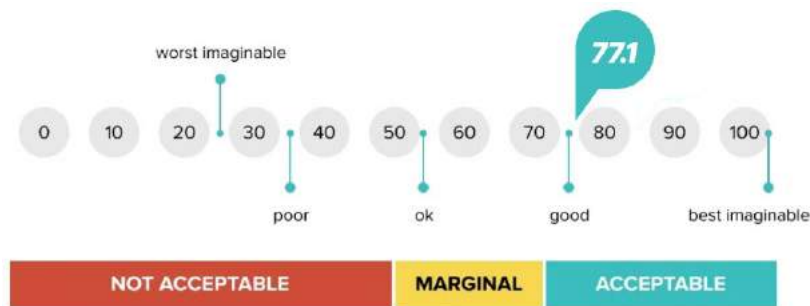 77.1
worst imaginable
0 10 20 30 40 50 60 70 80 90 100
poor ok good best imaginable
NOT ACCEPTABLE MARGINAL ACCEPTABLE